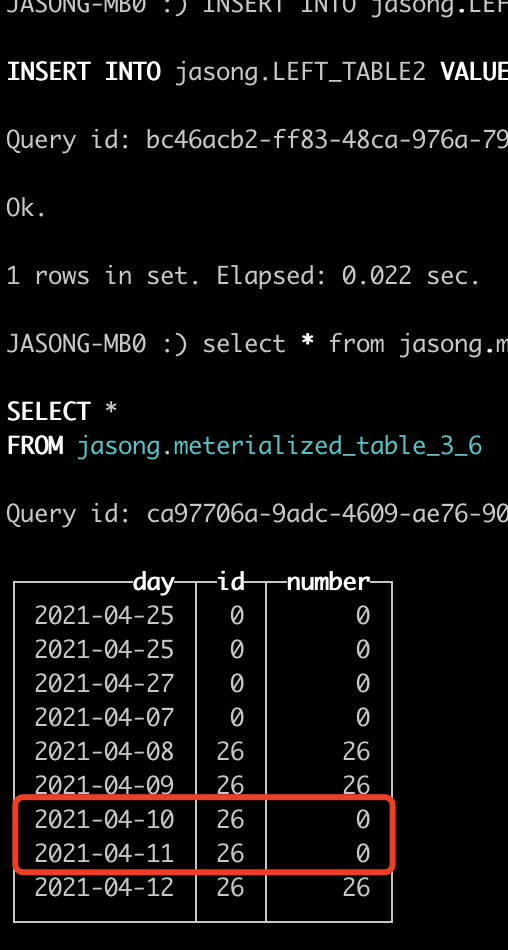 JASONG-MB0 :) INSERT INTO jasong.LEF
INSERT INTO jasong.LEFT_TABLE2 VALUE
Query id: bc46acb2-ff83-48ca-976a-79
Ok.
1 rows in set. Elapsed: 0.022 sec.
JASONG-MB0 :) select * from jasong.m
SELECT *
FROM jasong.meterialized_table_3_6
Query id: ca97706a-9adc-4609-ae76-90
day id number
2021-04-25 0 0
2021-04-25 0 0
2021-04-27 0 0
2021-04-07 0 0
2021-04-08 26 26
2021-04-09 26 26
2021-04-10 26 0
2021-04-11 26 0
2021-04-12 26 26